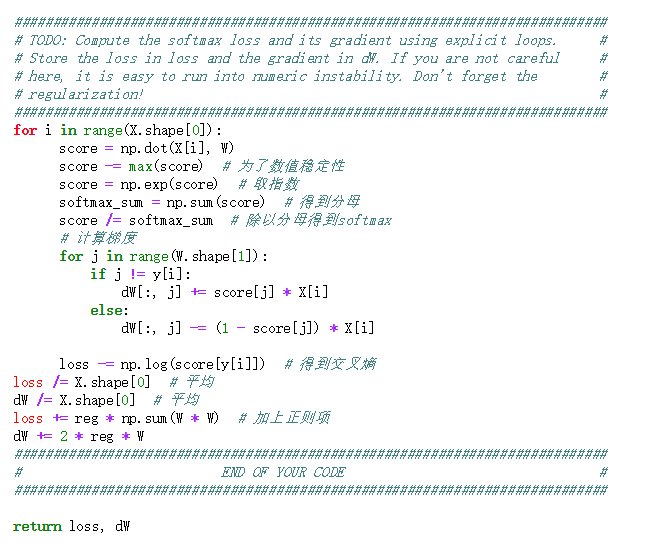 ################################################################################
# TODO: Compute the softmax loss and its gradient using explicit loops.     #
# Store the loss in loss and the gradient in dW. If you are not careful     #
# here, it is easy to run into numeric instability. Don't forget the        #
# regularization!                                                           #
################################################################################
for i in range(X.shape[0]):
      score = np.dot(X[i], W)
      score -= max(score)  # 为了数值稳定性
      score = np.exp(score)  # 取指数
      softmax_sum = np.sum(score)  # 得到分母
      score /= softmax_sum  # 除以分母得到softmax
      # 计算梯度
      for j in range(W.shape[1]):
          if j != y[i]:
              dW[:, j] += score[j] * X[i]
          else:
              dW[:, j] -= (1 - score[j]) * X[i]
      loss -= np.log(score[y[i]])  # 得到交叉熵
loss /= X.shape[0]  # 平均
dW /= X.shape[0]  # 平均
loss += reg * np.sum(W * W)  # 加上正则项
dW += 2 * reg * W
################################################################################
#                          END OF YOUR CODE                                 #
################################################################################
return loss, dW